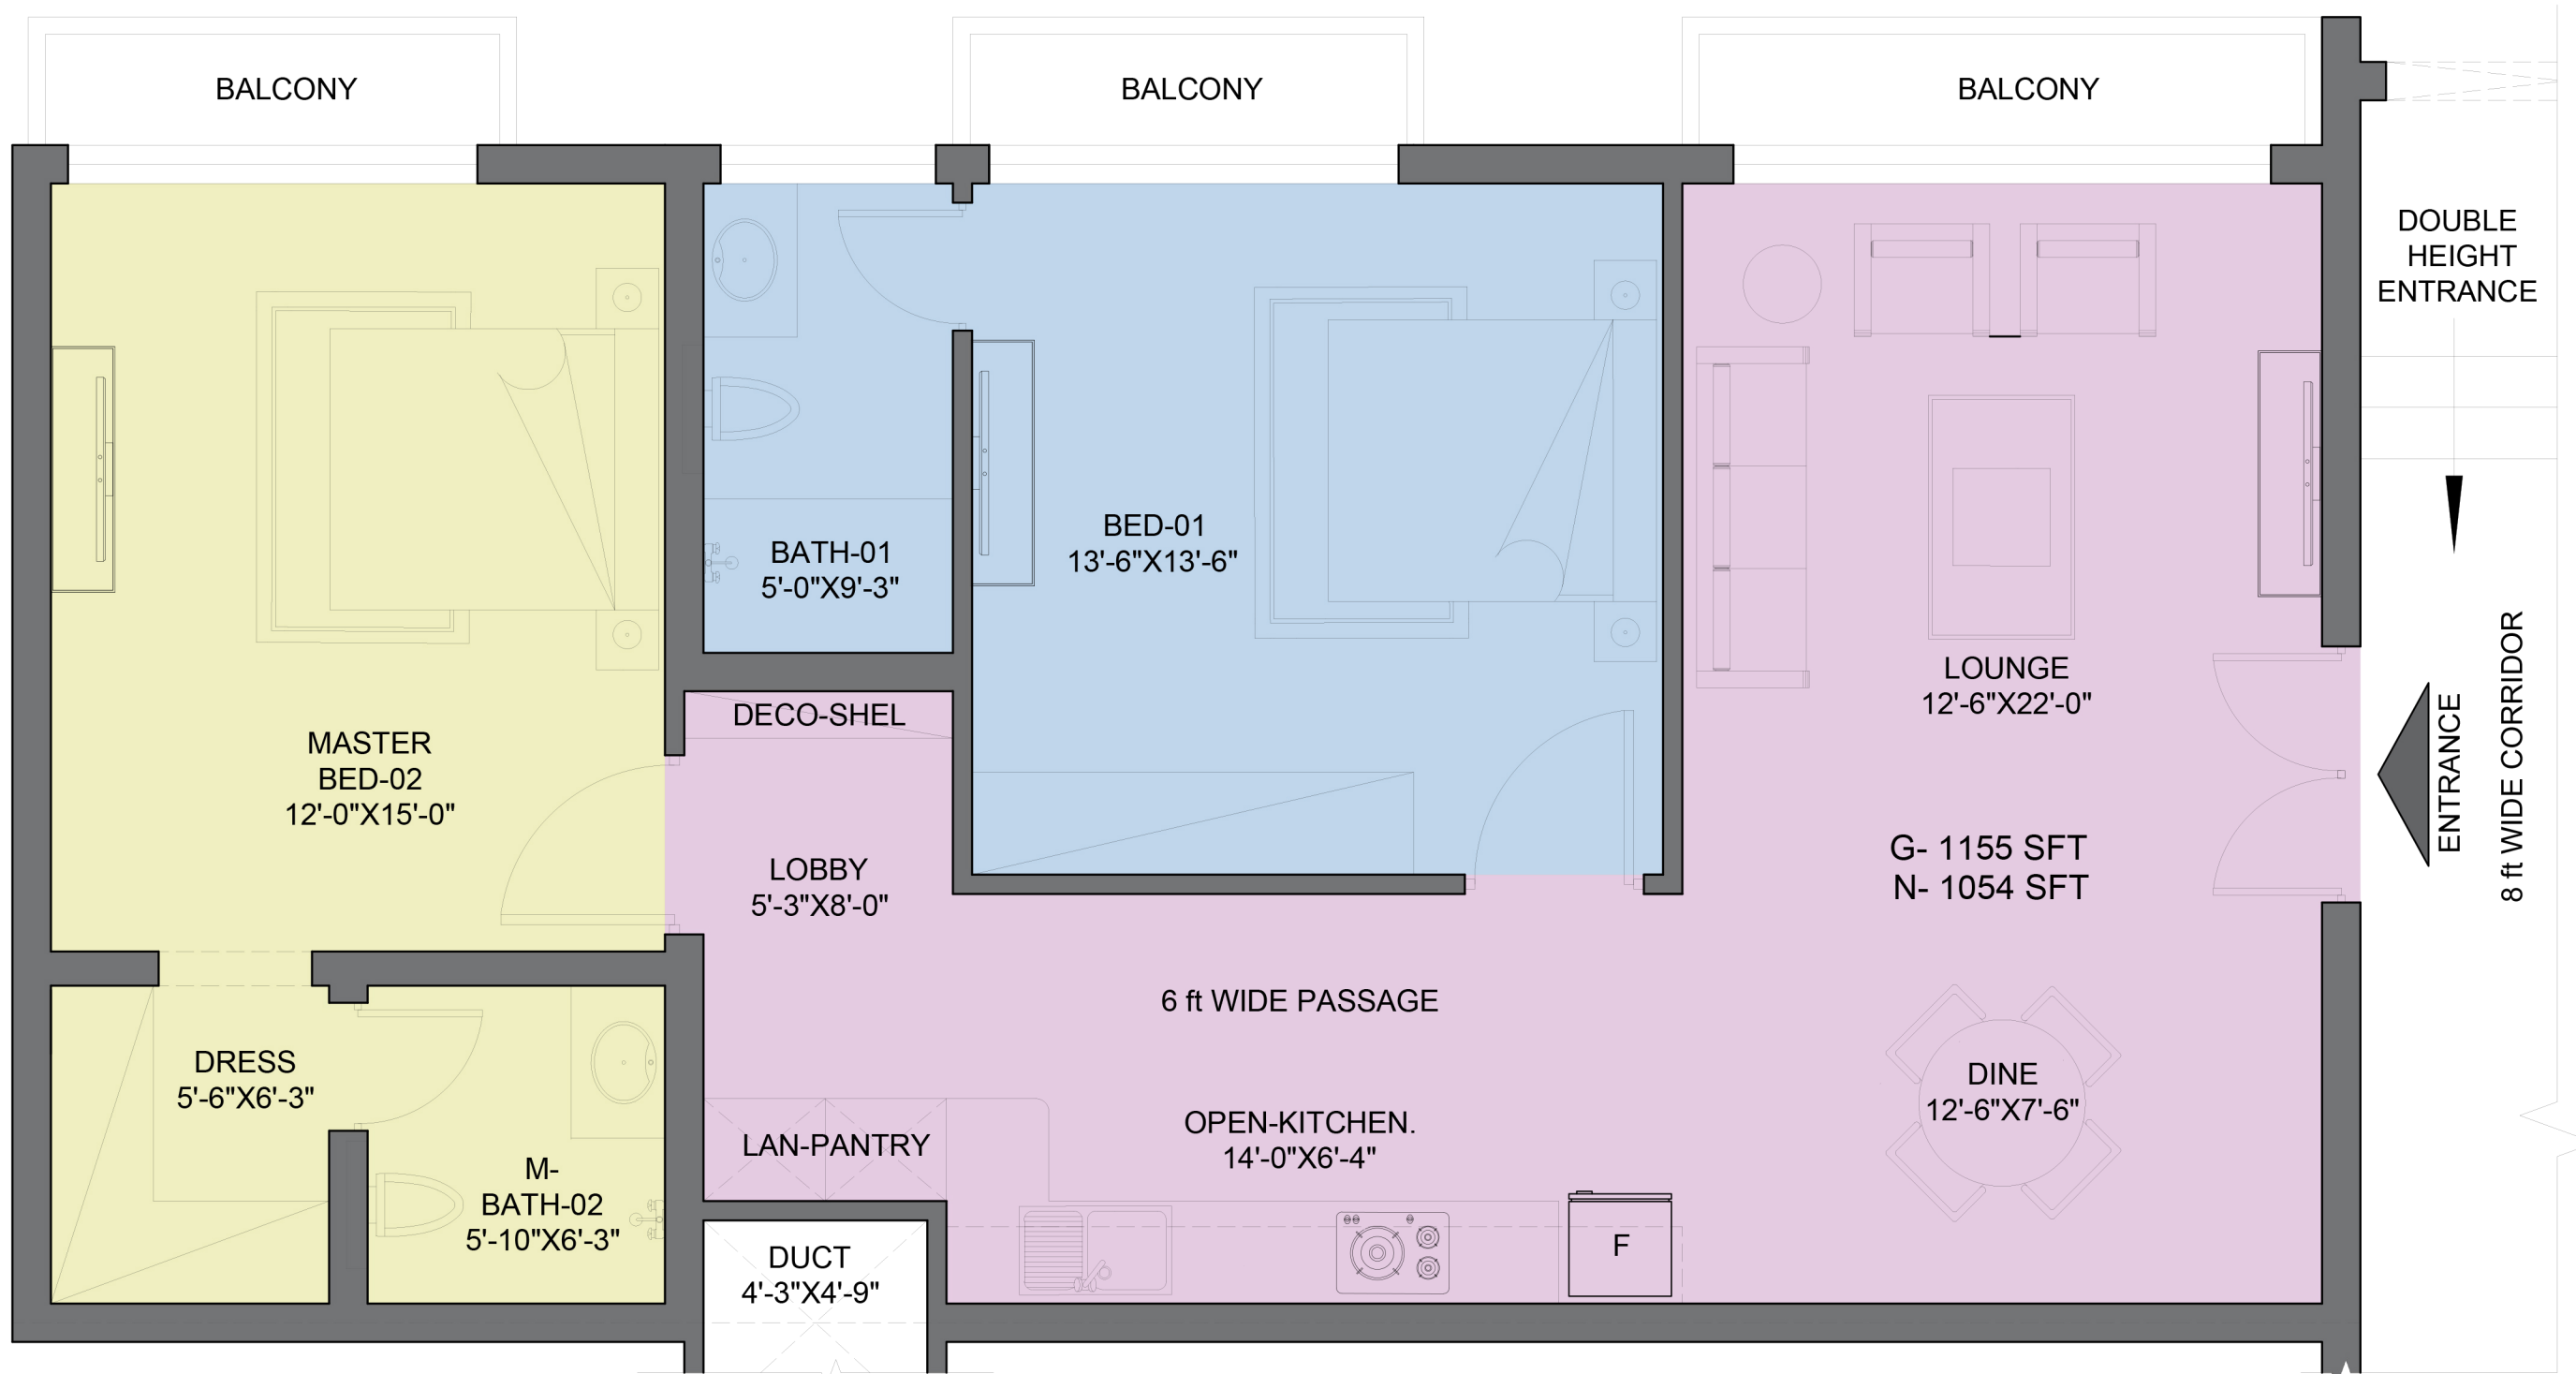 BALCONY
BALCONY
BALCONY
DOUBLE
HEIGHT
ENTRANCE
BATH-01
5'-0"X9'-3"
BED-01
13'-6"X13'-6"
LOUNGE
12'-6"X22'-0"
DECO-SHEL
MASTER
BED-02
12'-0"X15'-0"
ENTRANCE
8 ft WIDE CORRIDOR
LOBBY
5'-3"X8'-0"
G- 1155 SFT
N- 1054 SFT
6 ft WIDE PASSAGE
DRESS
5'-6"X6'-3"
DINE
12'-6"X7'-6"
LAN-PANTRY
OPEN-KITCHEN.
14'-0"X6'-4"
M-
BATH-02
5'-10"X6'-3"
DUCT
4'-3"X4'-9"
F